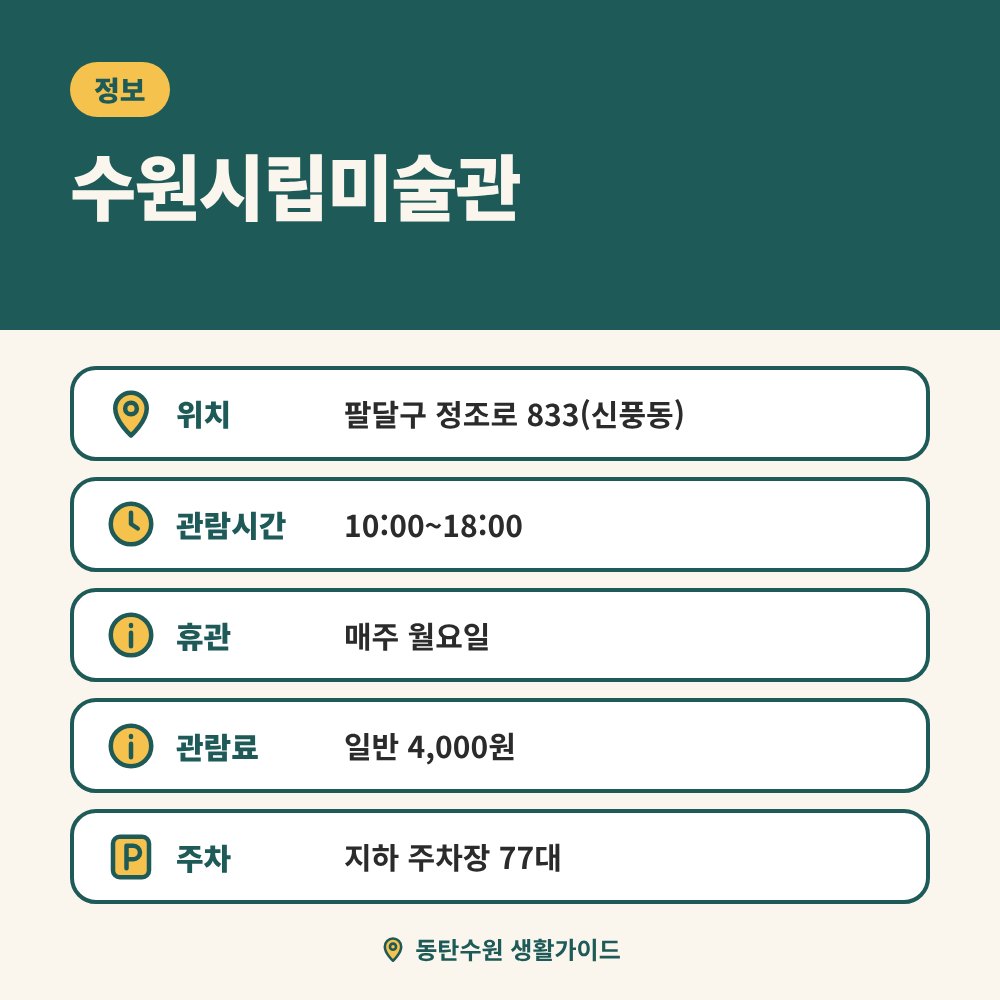 정보
수원시립미술관
위치 팔달구 정조로 833(신풍동)
관람시간 10:00~18:00
휴관 매주 월요일
관람료 일반 4,000원
P 주차 지하 주차장 77대
동탄수원 생활가이드